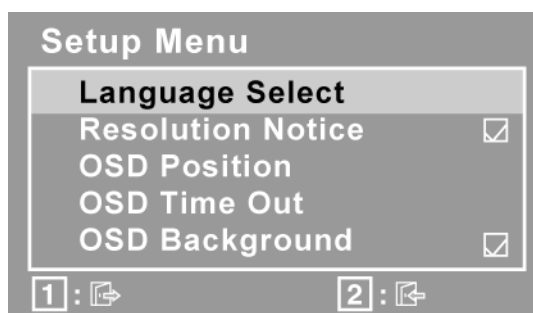 Setup Menu
Language Select
Resolution Notice
OSD Position
OSD Time Out
OSD Background
1 : 2 :